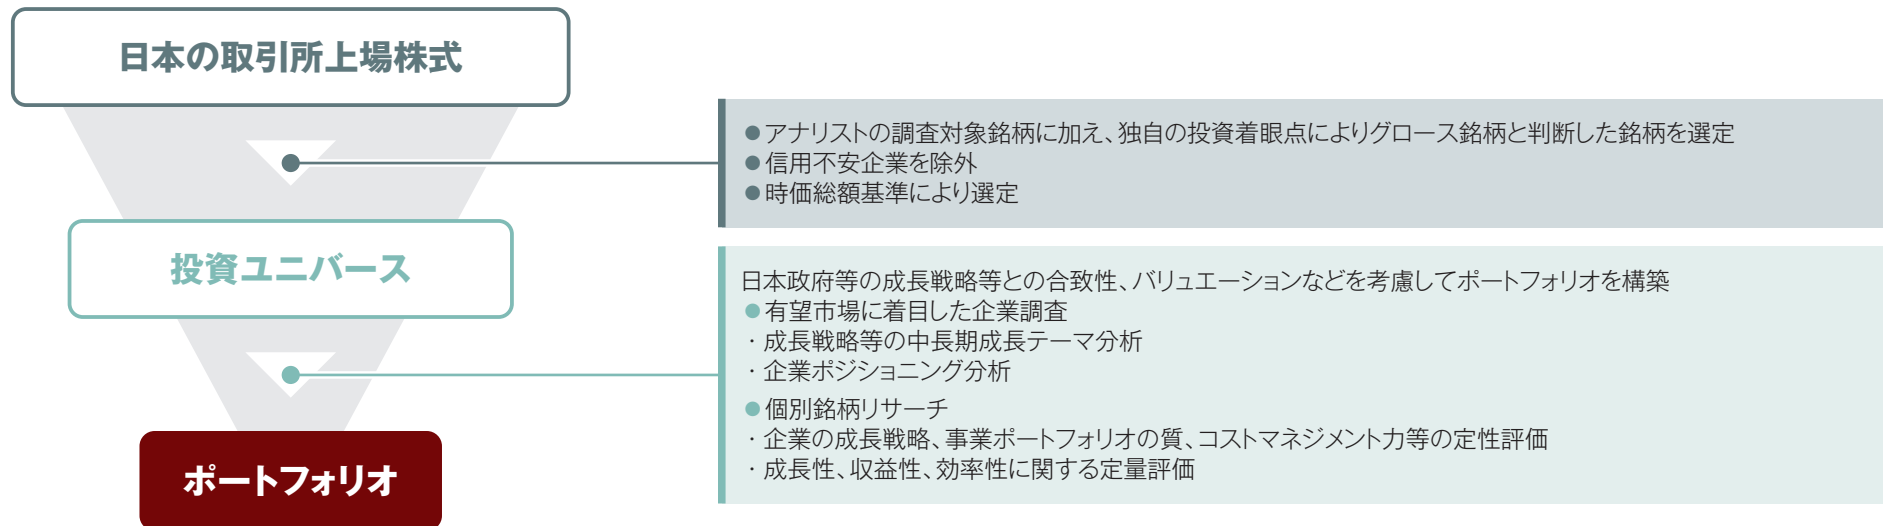 日本の取引所上場株式
●アナリストの調査対象銘柄に加え、独自の投資着眼点によりグロース銘柄と判断した銘柄を選定
●信用不安企業を除外
●時価総額基準により選定
投資ユニバース
日本政府等の成長戦略等との合致性、バリュエーションなどを考慮してポートフォリオを構築
●有望市場に着目した企業調査
・成長戦略等の中長期成長テーマ分析
・企業ポジショニング分析
●個別銘柄リサーチ
・企業の成長戦略、事業ポートフォリオの質、コストマネジメント力等の定性評価
・成長性、収益性、効率性に関する定量評価
ポートフォリオ